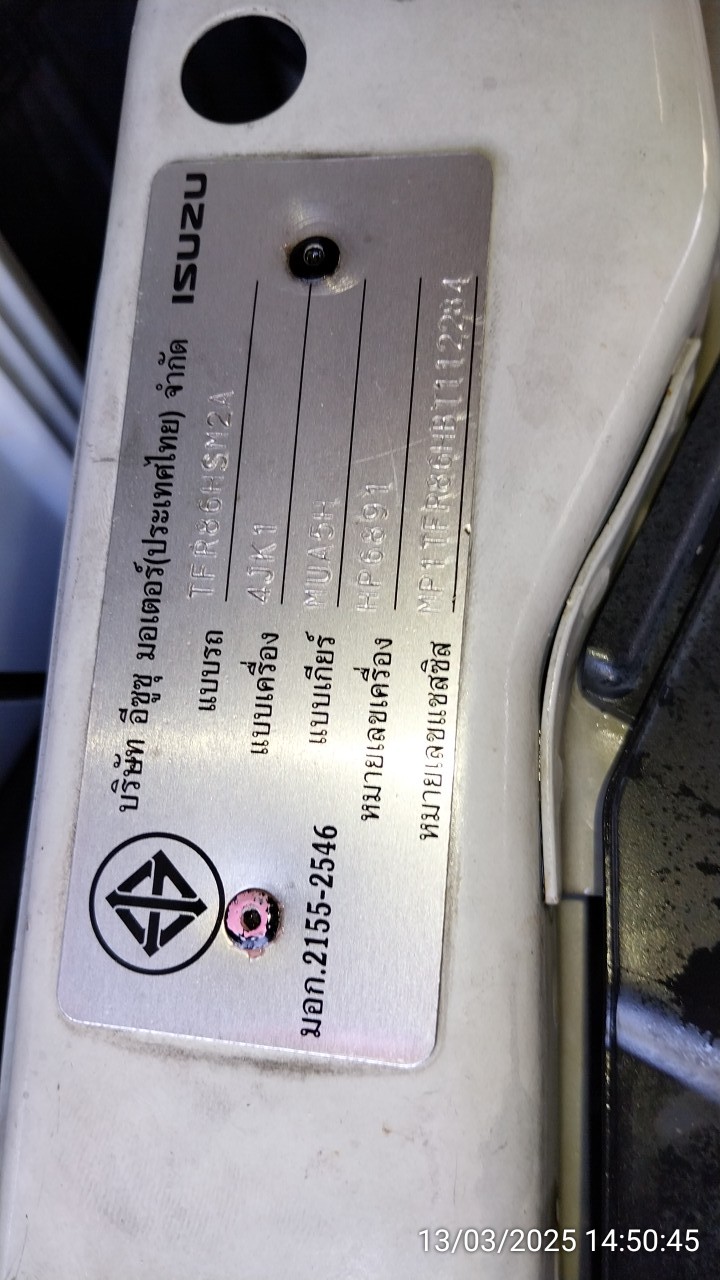 บริษัท อีซูซุ มอเตอร์(ประเทศไทย) จำกัด ISUZU
แบบรถ TFR86HSM2A
แบบเครื่อง 4JK1
แบบเกียร์ MUA5H
หมายเลขเครื่อง HP6891
หมายเลขแชสซิส MP1TFR86HBT112284
มอก.2155-2546
13/03/2025 14:50:45